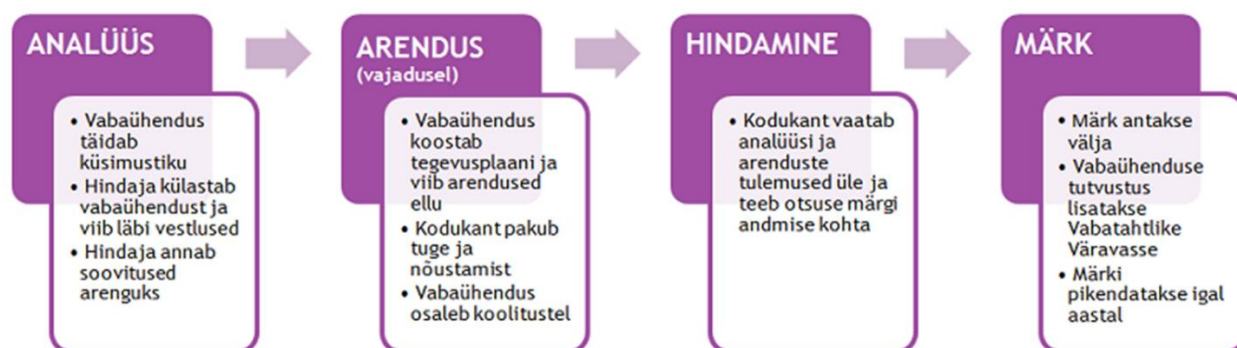 ANALÜÜS
• Vabaühendus
täidab
küsimustiku
• Hindaja külastab
vabaühendust ja
viib läbi vestlused
• Hindaja annab
soovitused
arenguks
ARENDUS
(vajadusel)
• Vabaühendus
koostab
tegevusplaani ja
viib arendused
ellu
• Kodukant pakub
tuge ja
nõustamist
• Vabaühendus
osaleb koolitustel
HINDAMINE
• Kodukant vaatab
analüüsi ja
arenduste
tulemused üle ja
teeb otsuse märgi
andmise kohta
MÄRK
• Märk antakse
välja
• Vabaühenduse
tutvustus
lisatakse
Vabatahtlike
Väravasse
• Märki
pikendatakse igal
aastal